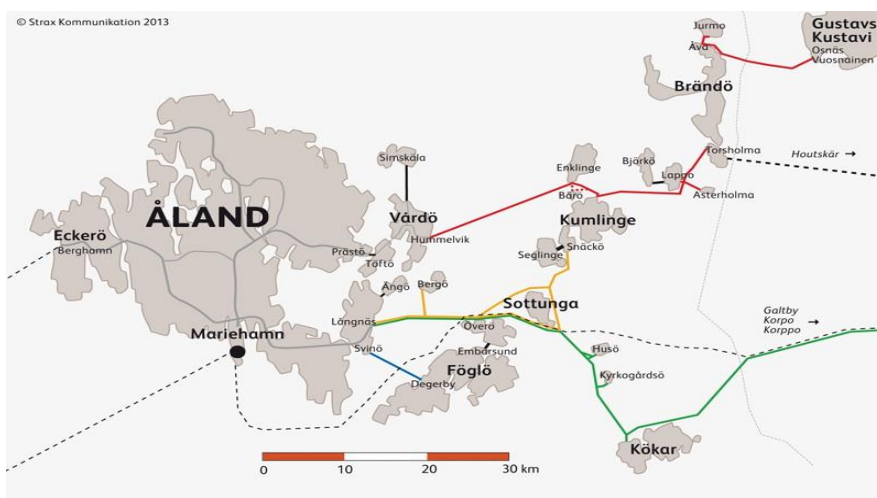 © Strax Kommunikation 2013
Jurmo
Åva
Gustavs
Kustavi
Osnäs
Vuosnainen
Brändö
Torsholma
Houtskär →
Simskäla
Enklinge
Björkö
Lappo
Asterholma
Bärö
ÅLAND
Vårdö
Kumlinge
Eckerö
Berghamn
Hummelvik
Prästö
Töftö
Seglinge
Snäckö
Ångö
Bergö
Sottunga
Långnäs
Överö
Galtby
Korpo
Korppo
→
Mariehamn
Svinö
Embarsund
Husö
Föglö
Degerby
Kyrkogårdsö
Kökar
0
10
20
30 km